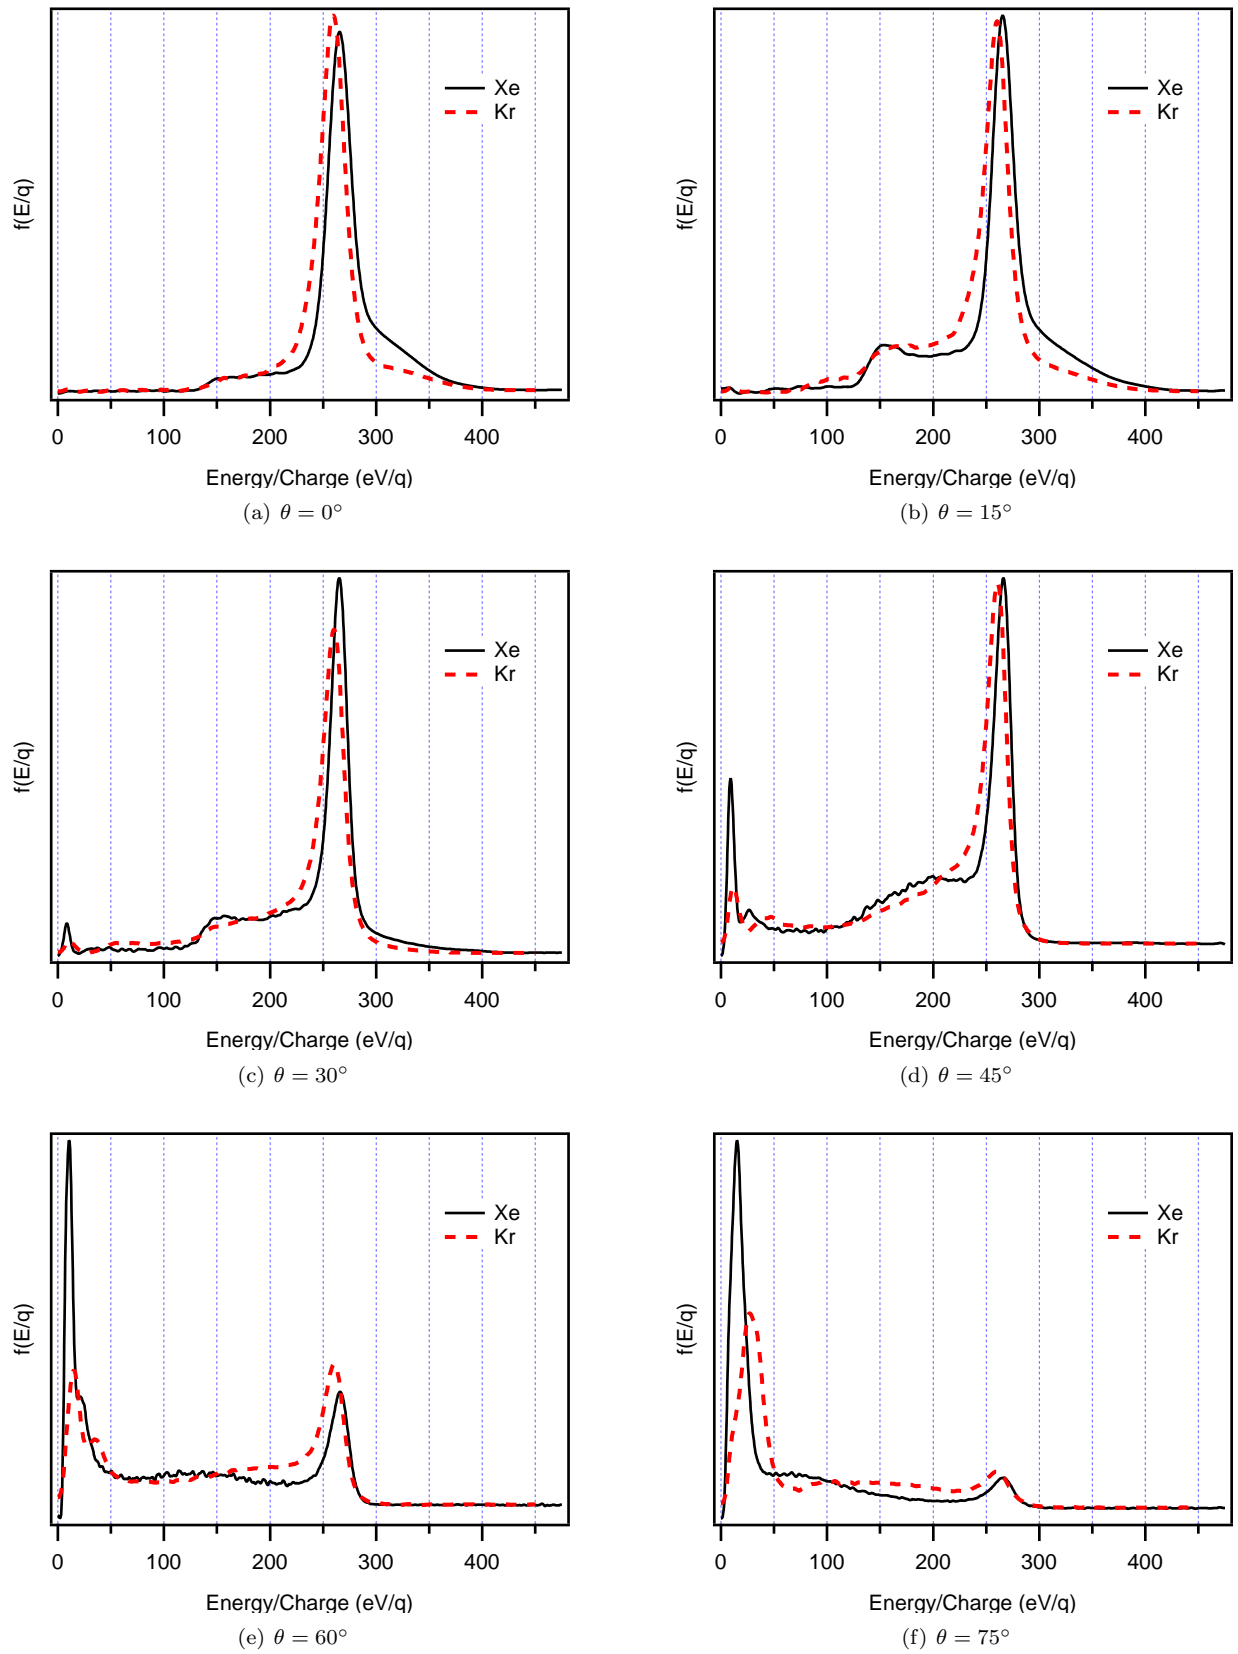 f(E/q)
Xe
Kr
0 100 200 300 400
Energy/Charge (eV/q)
(a) θ = 0°
f(E/q)
Xe
Kr
0 100 200 300 400
Energy/Charge (eV/q)
(b) θ = 15°
f(E/q)
Xe
Kr
0 100 200 300 400
Energy/Charge (eV/q)
(c) θ = 30°
f(E/q)
Xe
Kr
0 100 200 300 400
Energy/Charge (eV/q)
(d) θ = 45°
f(E/q)
Xe
Kr
0 100 200 300 400
Energy/Charge (eV/q)
(e) θ = 60°
f(E/q)
Xe
Kr
0 100 200 300 400
Energy/Charge (eV/q)
(f) θ = 75°